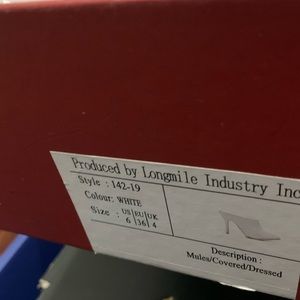 Produced by Longmile Industry Inc
Style : 142-19
Colour: WHITE
Size : US EU UK
6 36 4
Description :
Mules/Covered/Dressed